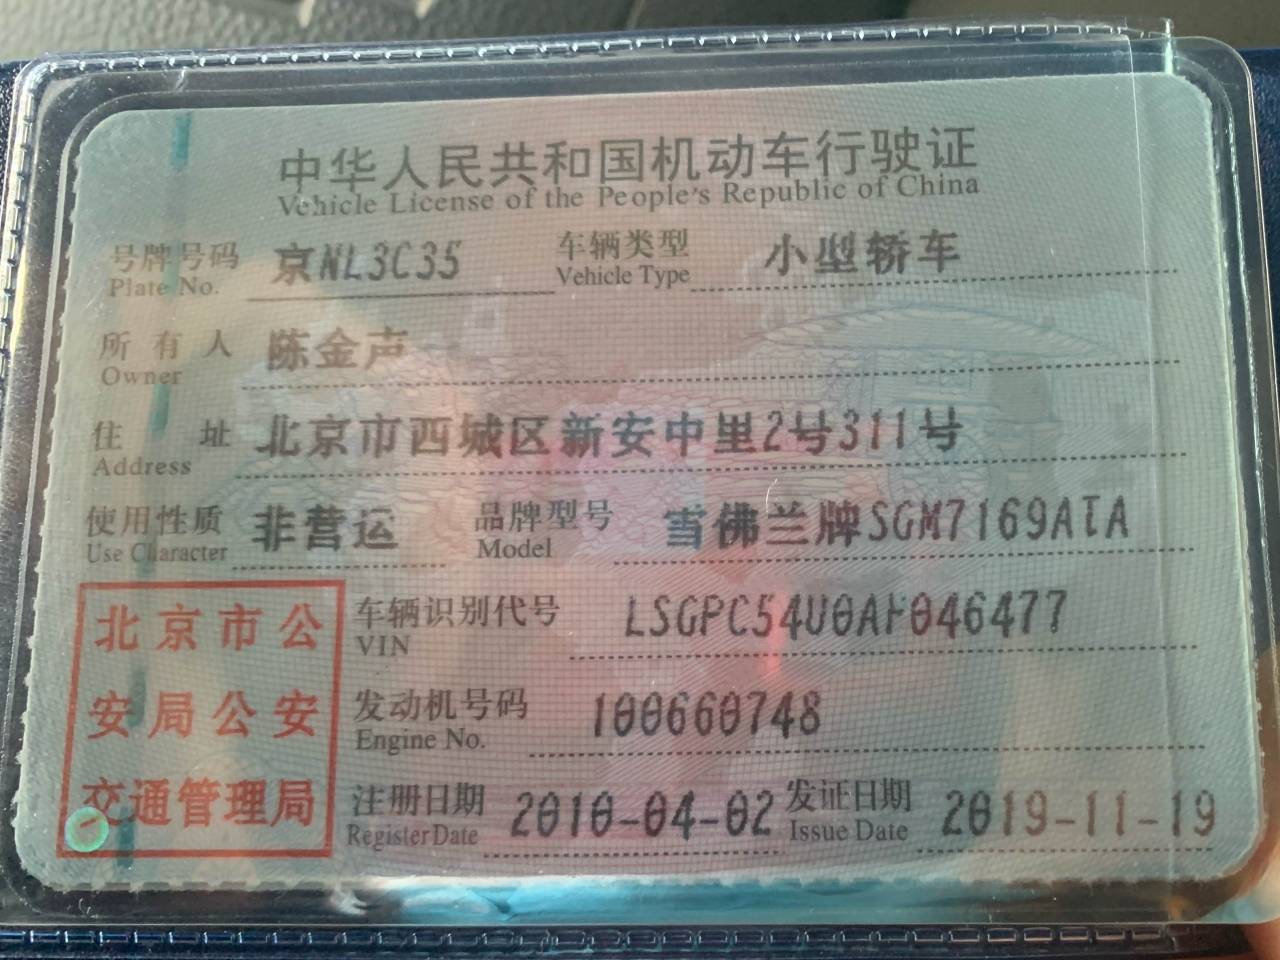 中华人民共和国机动车行驶证
Vehicle License of the People's Republic of China
号牌号码 京NL3C35 车辆类型 小型轿车
Plate No. Vehicle Type
所有人 陈金声
Owner
住址 北京市西城区新安中里2号311号
Address
使用性质 非营运 品牌型号 雪佛兰牌SGM7169ATA
Use Character Model
北京市公
安局公安
交通管理局
车辆识别代号 LSGPC54U0AF046477
VIN
发动机号码 100660748
Engine No.
注册日期 2010-04-02 发证日期 2019-11-19
Register Date Issue Date